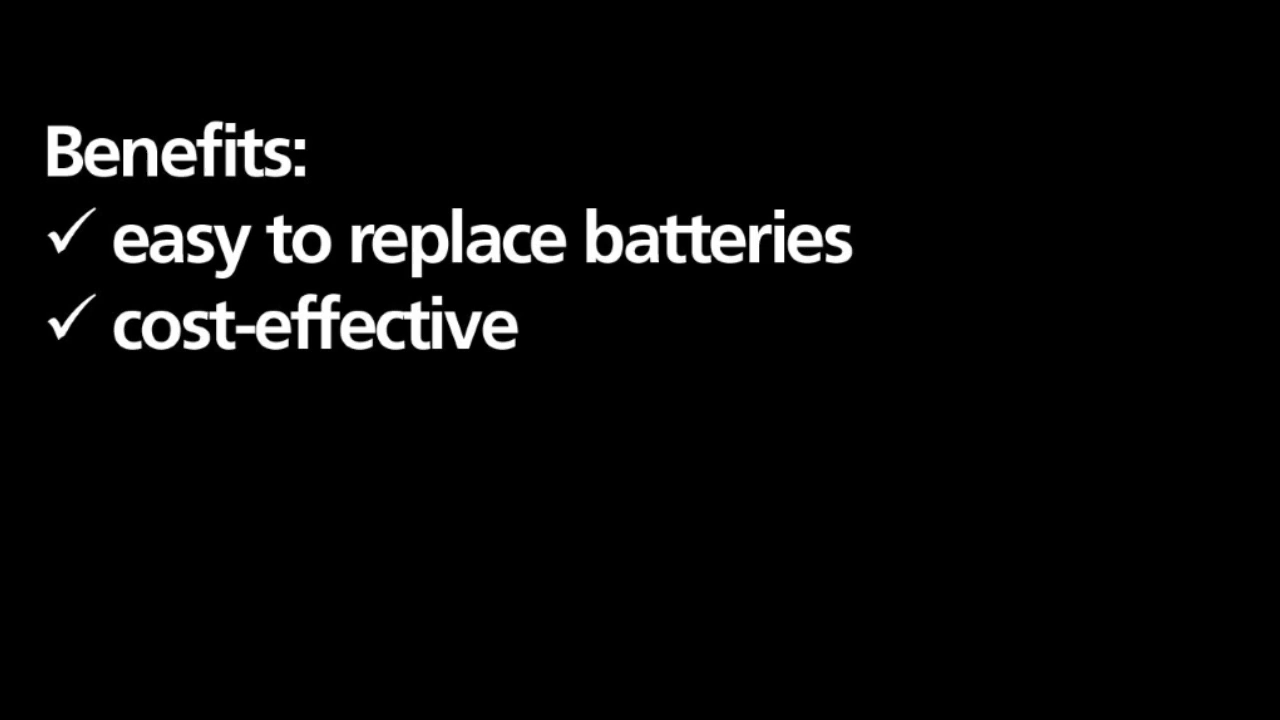 Benefits:
✓ easy to replace batteries
✓ cost-effective